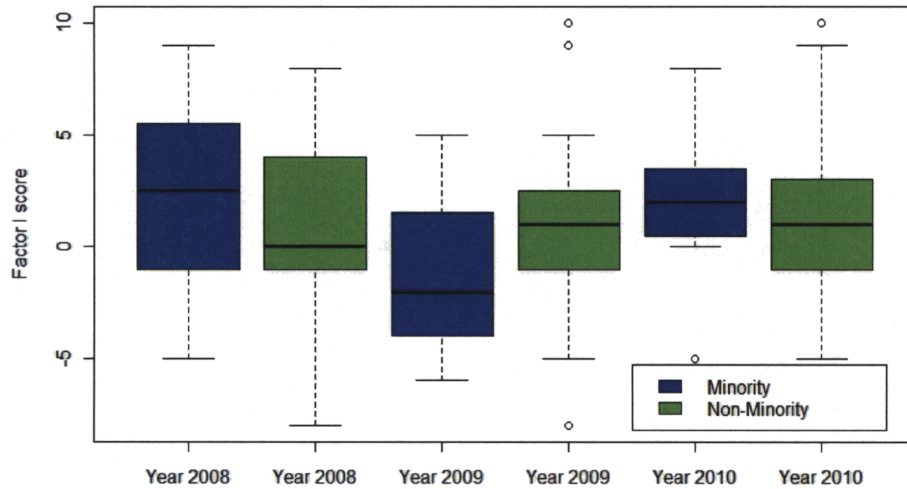 10
5
0
-5
Factor I score
Minority
Non-Minority
Year 2008 Year 2008 Year 2009 Year 2009 Year 2010 Year 2010